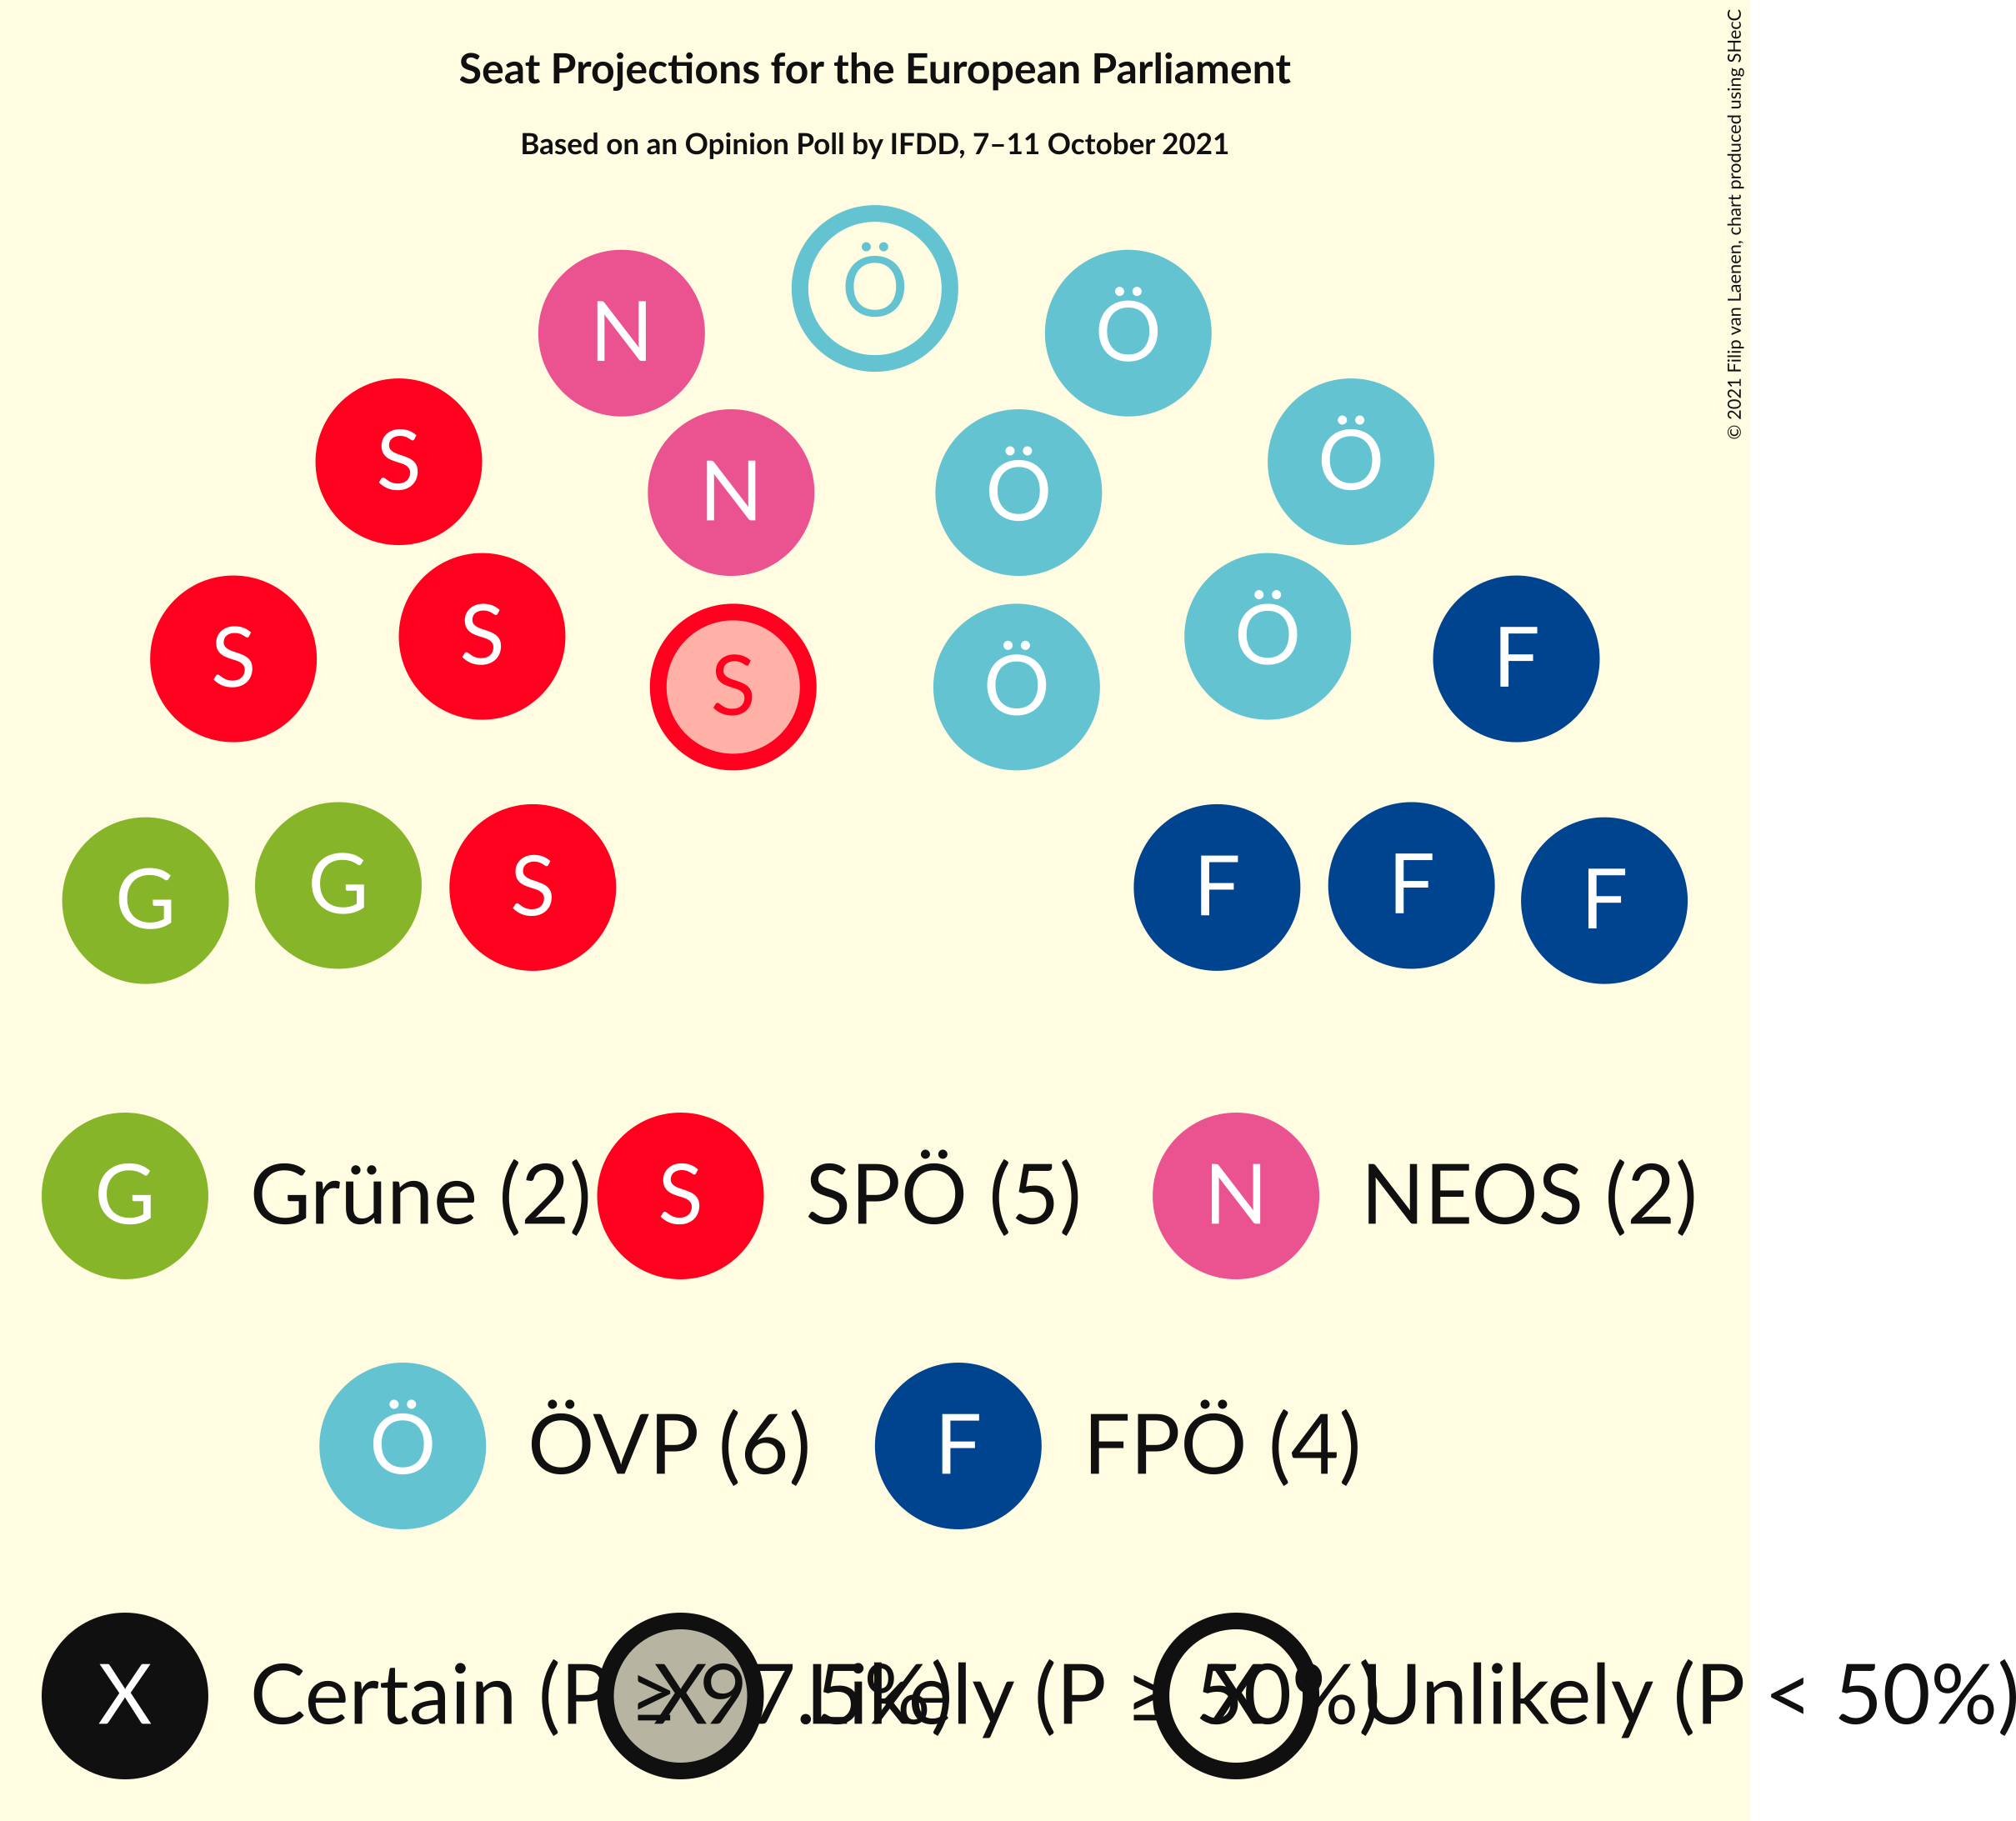 Seat Projections for the European Parliament
Based on an Opinion Poll by IFDD, 7–11 October 2021
© 2021 Filip van Laenen, chart produced using SHecC
Ö
N Ö
S Ö
N Ö
S S Ö F
S Ö
G G S F F F
G Grüne (2) S SPÖ (5) N NEOS (2)
Ö ÖVP (6) F FPÖ (4)
X Certain (P ≥ 97.5%) X Likely (P ≥ 50%) X Unlikely (P < 50%)